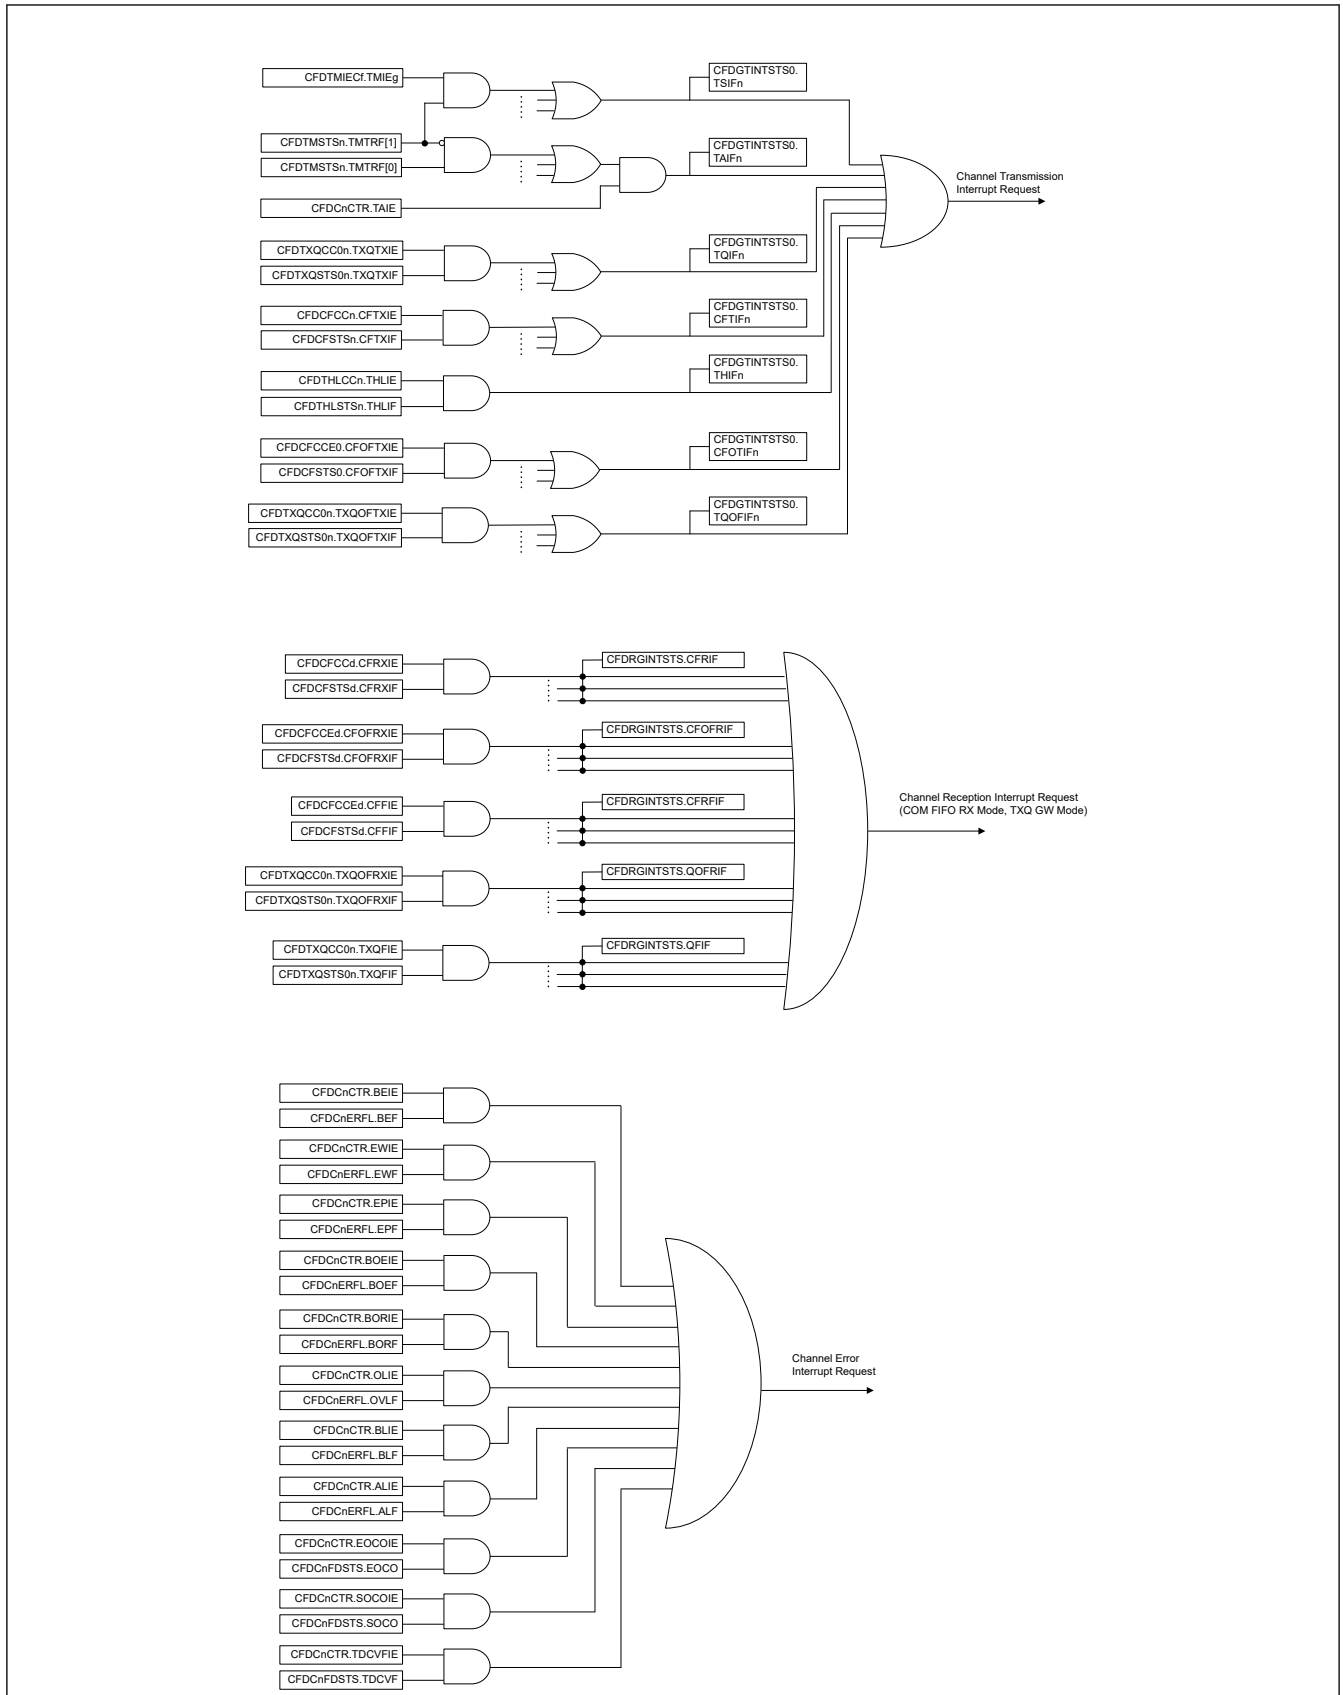 CFDTMIECf.TMIEg
CFDGTINTSTS0.
TSIFn
CFDTMSTSn.TMTRF[1]
CFDTMSTSn.TMTRF[0]
CFDGTINTSTS0.
TAIFn
Channel Transmission
Interrupt Request
CFDCnCTR.TAIE
CFDTXQCC0n.TXQTXIE
CFDTXQSTS0n.TXQTXIF
CFDGTINTSTS0.
TQIFn
CFDCFCCn.CFTXIE
CFDCFSTSn.CFTXIF
CFDGTINTSTS0.
CFTIFn
CFDTHLCCn.THLIE
CFDTHLSTSn.THLIF
CFDGTINTSTS0.
THIFn
CFDCFCCE0.CFOFTXIE
CFDCFSTS0.CFOFTXIF
CFDGTINTSTS0.
CFOTIFn
CFDTXQCC0n.TXQOFTXIE
CFDTXQSTS0n.TXQOFTXIF
CFDGTINTSTS0.
TQOFIFn
CFDCFCCd.CFRXIE
CFDCFSTSd.CFRXIF
CFDRGINTSTS.CFRIF
CFDCFCCEd.CFOFRXIE
CFDCFSTSd.CFOFRXIF
CFDRGINTSTS.CFOFRIF
CFDCFCCEd.CFFIE
CFDCFSTSd.CFFIF
CFDRGINTSTS.CFRFIF
Channel Reception Interrupt Request
(COM FIFO RX Mode, TXQ GW Mode)
CFDTXQCC0n.TXQOFRXIE
CFDTXQSTS0n.TXQOFRXIF
CFDRGINTSTS.QOFRIF
CFDTXQCC0n.TXQFIE
CFDTXQSTS0n.TXQFIF
CFDRGINTSTS.QFIF
CFDCnCTR.BEIE
CFDCnERFL.BEF
CFDCnCTR.EWIE
CFDCnERFL.EWF
CFDCnCTR.EPIE
CFDCnERFL.EPF
CFDCnCTR.BOEIE
CFDCnERFL.BOEF
CFDCnCTR.BORIE
CFDCnERFL.BORF
CFDCnCTR.OLIE
CFDCnERFL.OVLF
Channel Error
Interrupt Request
CFDCnCTR.BLIE
CFDCnERFL.BLF
CFDCnCTR.ALIE
CFDCnERFL.ALF
CFDCnCTR.EOCOIE
CFDCnFDSTS.EOCO
CFDCnCTR.SOCOIE
CFDCnFDSTS.SOCO
CFDCnCTR.TDCVFIE
CFDCnFDSTS.TDCVF